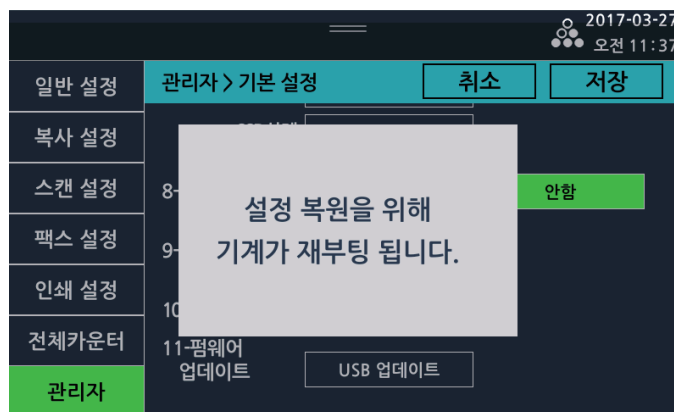 2017-03-27
오전 11:37
일반 설정
복사 설정
스캔 설정
팩스 설정
인쇄 설정
전체카운터
관리자
관리자 > 기본 설정
취소
저장
8-
안함
설정 복원을 위해
기계가 재부팅 됩니다.
9-
10
11-펌웨어
업데이트
USB 업데이트